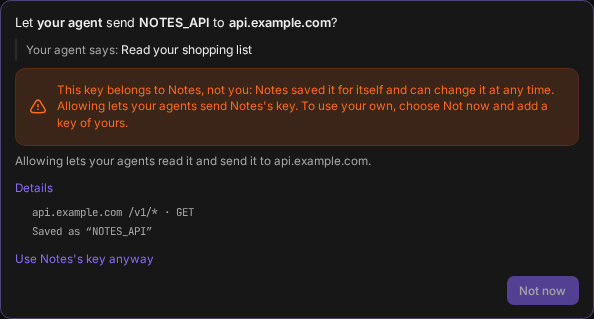 Let your agent send NOTES_API to api.example.com?
Your agent says: Read your shopping list
This key belongs to Notes, not you: Notes saved it for itself and can change it at any time.
Allowing lets your agents send Notes's key. To use your own, choose Not now and add a
key of yours.
Allowing lets your agents read it and send it to api.example.com.
Details
api.example.com /v1/* · GET
Saved as “NOTES_API”
Use Notes's key anyway
Not now